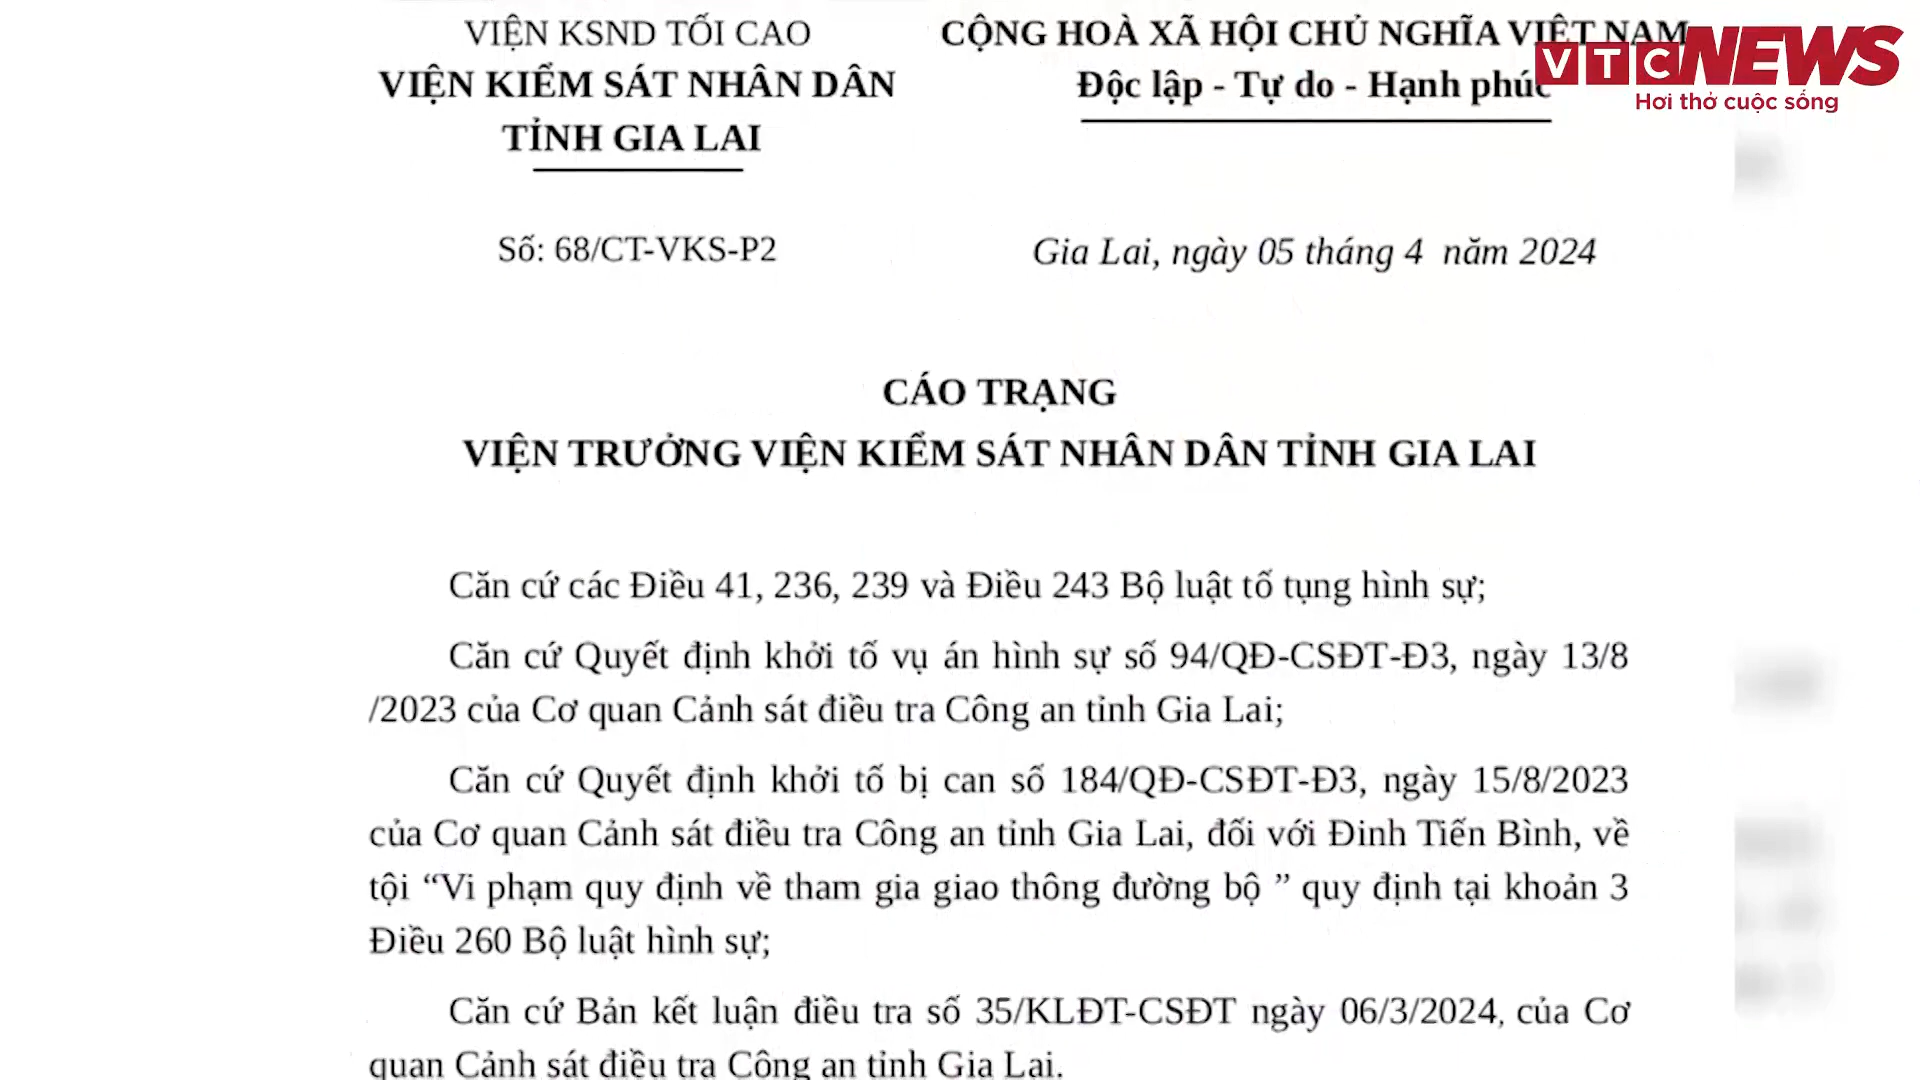 VIỆN KSND TỐI CAO
VIỆN KIỂM SÁT NHÂN DÂN
TỈNH GIA LAI
CỘNG HOÀ XÃ HỘI CHỦ NGHĨA VIỆT NAM
Độc lập - Tự do - Hạnh phúc
VTC NEWS
Hơi thở cuộc sống
Số: 68/CT-VKS-P2
Gia Lai, ngày 05 tháng 4 năm 2024
CÁO TRẠNG
VIỆN TRƯỞNG VIỆN KIỂM SÁT NHÂN DÂN TỈNH GIA LAI
Căn cứ các Điều 41, 236, 239 và Điều 243 Bộ luật tố tụng hình sự;
Căn cứ Quyết định khởi tố vụ án hình sự số 94/QĐ-CSĐT-Đ3, ngày 13/8
/2023 của Cơ quan Cảnh sát điều tra Công an tỉnh Gia Lai;
Căn cứ Quyết định khởi tố bị can số 184/QĐ-CSĐT-Đ3, ngày 15/8/2023
của Cơ quan Cảnh sát điều tra Công an tỉnh Gia Lai, đối với Đinh Tiến Bình, về
tội “Vi phạm quy định về tham gia giao thông đường bộ ” quy định tại khoản 3
Điều 260 Bộ luật hình sự;
Căn cứ Bản kết luận điều tra số 35/KLĐT-CSĐT ngày 06/3/2024, của Cơ
quan Cảnh sát điều tra Công an tỉnh Gia Lai.